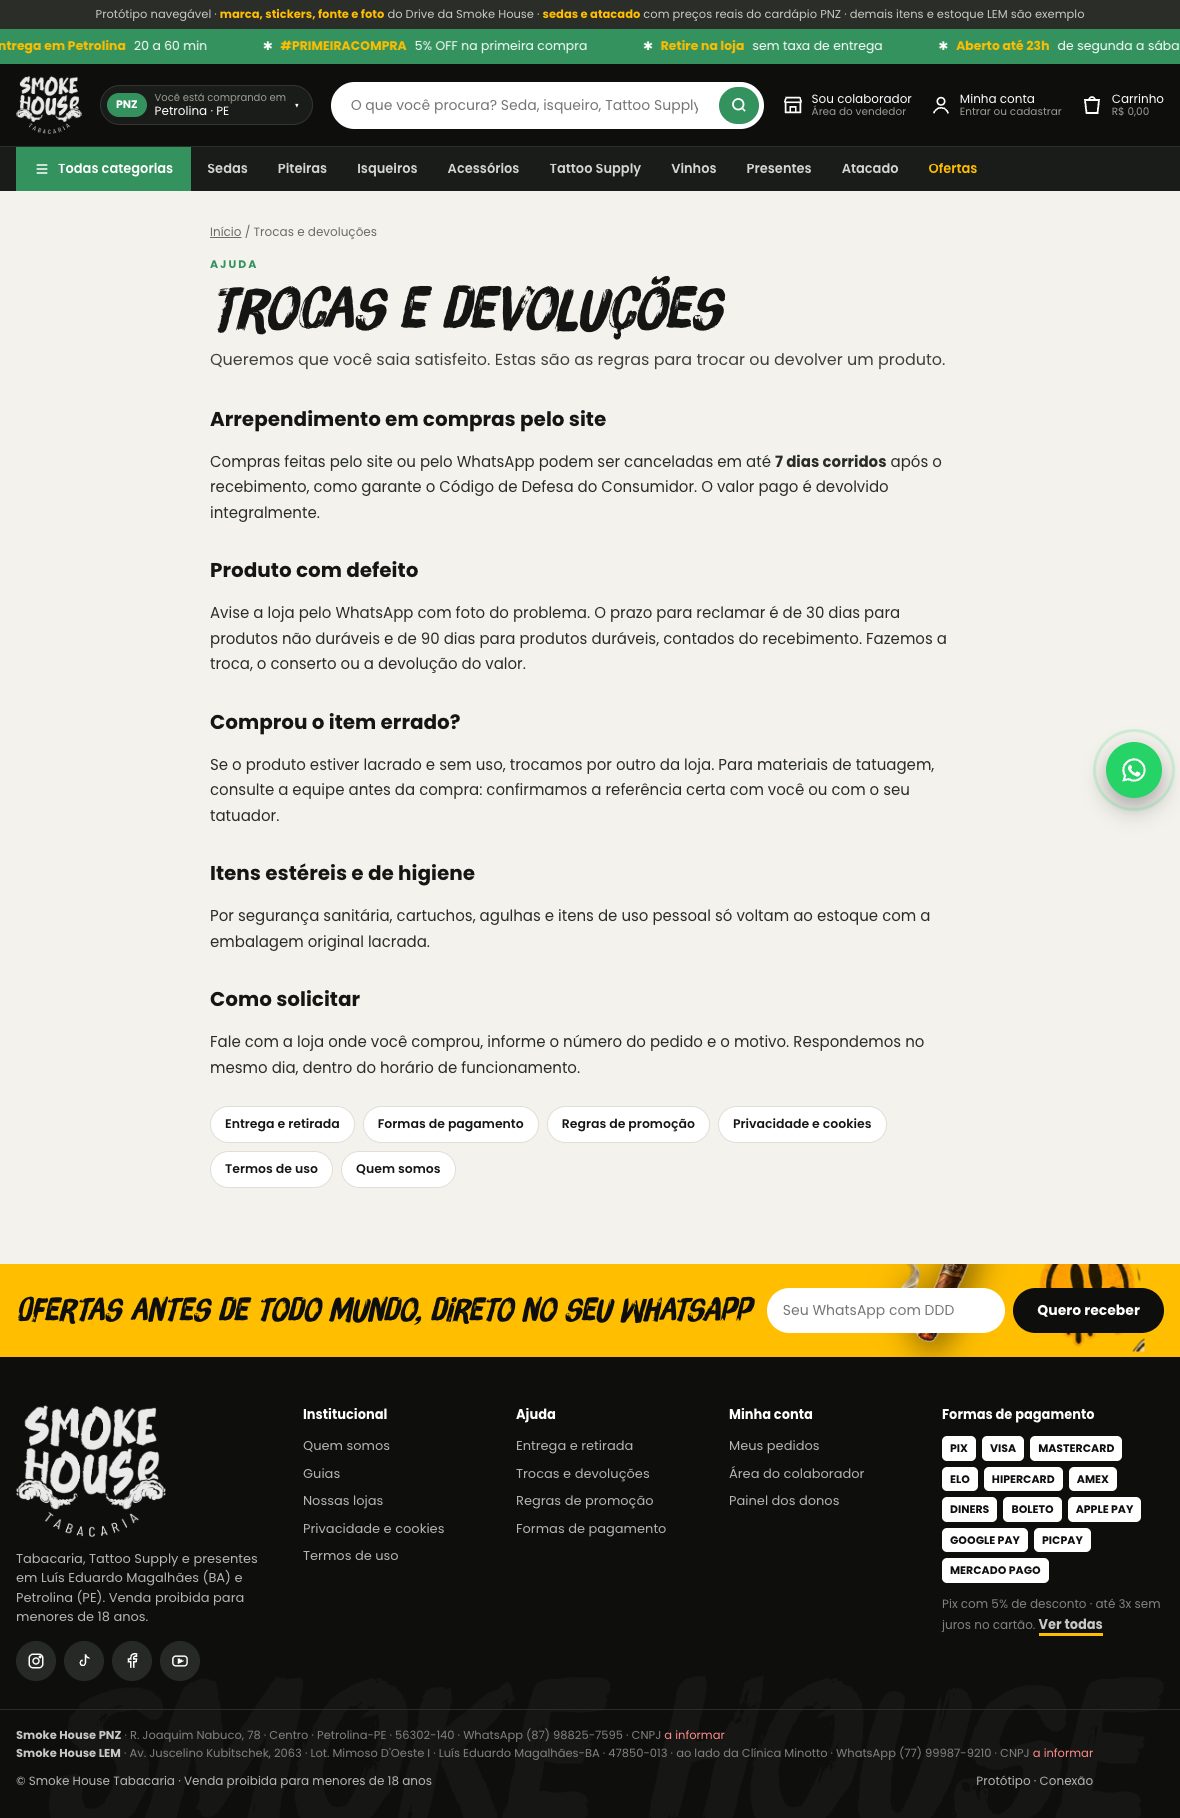 Protótipo navegável · marca, stickers, fonte e foto do Drive da Smoke House · sedas e atacado com preços reais do cardápio PNZ · demais itens e estoque LEM são exemplo
ntrega em Petrolina 20 a 60 min ✱ #PRIMEIRACOMPRA 5% OFF na primeira compra ✱ Retire na loja sem taxa de entrega ✱ Aberto até 23h de segunda a sába
SMOKE HOUSE TABACARIA
PNZ Você está comprando em
Petrolina · PE
O que você procura? Seda, isqueiro, Tattoo Supply
Sou colaborador
Área do vendedor
Minha conta
Entrar ou cadastrar
Carrinho
R$ 0,00
Todas categorias Sedas Piteiras Isqueiros Acessórios Tattoo Supply Vinhos Presentes Atacado Ofertas
Início / Trocas e devoluções
AJUDA
TROCAS E DEVOLUÇÕES
Queremos que você saia satisfeito. Estas são as regras para trocar ou devolver um produto.
Arrependimento em compras pelo site
Compras feitas pelo site ou pelo WhatsApp podem ser canceladas em até 7 dias corridos após o
recebimento, como garante o Código de Defesa do Consumidor. O valor pago é devolvido
integralmente.
Produto com defeito
Avise a loja pelo WhatsApp com foto do problema. O prazo para reclamar é de 30 dias para
produtos não duráveis e de 90 dias para produtos duráveis, contados do recebimento. Fazemos a
troca, o conserto ou a devolução do valor.
Comprou o item errado?
Se o produto estiver lacrado e sem uso, trocamos por outro da loja. Para materiais de tatuagem,
consulte a equipe antes da compra: confirmamos a referência certa com você ou com o seu
tatuador.
Itens estéreis e de higiene
Por segurança sanitária, cartuchos, agulhas e itens de uso pessoal só voltam ao estoque com a
embalagem original lacrada.
Como solicitar
Fale com a loja onde você comprou, informe o número do pedido e o motivo. Respondemos no
mesmo dia, dentro do horário de funcionamento.
Entrega e retirada Formas de pagamento Regras de promoção Privacidade e cookies
Termos de uso Quem somos
OFERTAS ANTES DE TODO MUNDO, DIRETO NO SEU WHATSAPP
Seu WhatsApp com DDD
Quero receber
SMOKE
HOUSE
TABACARIA
Tabacaria, Tattoo Supply e presentes
em Luís Eduardo Magalhães (BA) e
Petrolina (PE). Venda proibida para
menores de 18 anos.
Institucional
Quem somos
Guias
Nossas lojas
Privacidade e cookies
Termos de uso
Ajuda
Entrega e retirada
Trocas e devoluções
Regras de promoção
Formas de pagamento
Minha conta
Meus pedidos
Área do colaborador
Painel dos donos
Formas de pagamento
PIX VISA MASTERCARD
ELO HIPERCARD AMEX
DINERS BOLETO APPLE PAY
GOOGLE PAY PICPAY
MERCADO PAGO
Pix com 5% de desconto · até 3x sem
juros no cartão. Ver todas
SMOKE HOUSE
Smoke House PNZ · R. Joaquim Nabuco, 78 · Centro · Petrolina-PE · 56302-140 · WhatsApp (87) 98825-7595 · CNPJ a informar
Smoke House LEM · Av. Juscelino Kubitschek, 2063 · Lot. Mimoso D'Oeste I · Luís Eduardo Magalhães-BA · 47850-013 · ao lado da Clínica Minotto · WhatsApp (77) 99987-9210 · CNPJ a informar
© Smoke House Tabacaria · Venda proibida para menores de 18 anos
Protótipo · Conexão